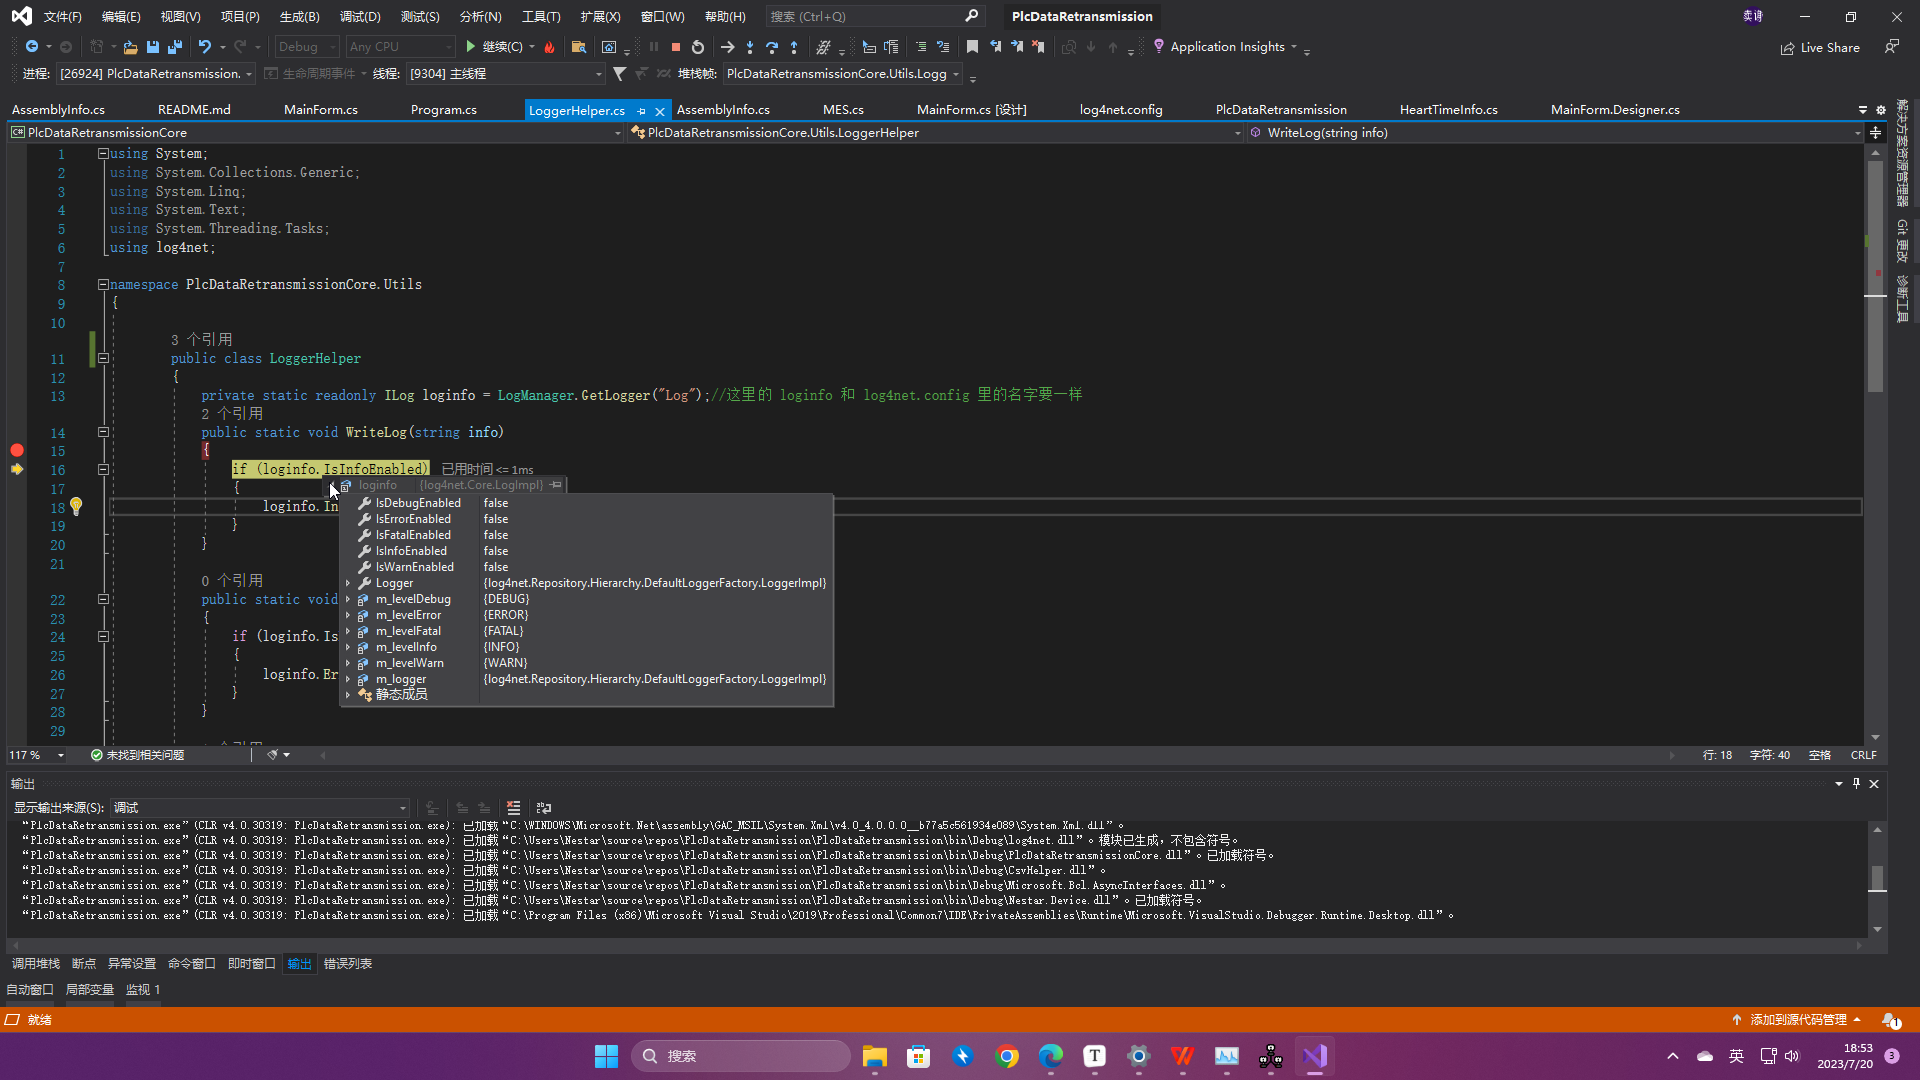 文件(F) 编辑(E) 视图(V) 项目(P) 生成(B) 调试(D) 测试(S) 分析(N) 工具(T) 扩展(X) 窗口(W) 帮助(H) 搜索 (Ctrl+Q) PlcDataRetransmission
Debug Any CPU 继续(C) Application Insights Live Share
进程: [26924] PlcDataRetransmission. 生命周期事件 线程: [9304] 主线程 堆栈帧: PlcDataRetransmissionCore.Utils.Logg
AssemblyInfo.cs README.md MainForm.cs Program.cs LoggerHelper.cs AssemblyInfo.cs MES.cs MainForm.cs [设计] log4net.config PlcDataRetransmission HeartTimeInfo.cs MainForm.Designer.cs
PlcDataRetransmissionCore PlcDataRetransmissionCore.Utils.LoggerHelper WriteLog(string info)
解决方案资源管理器
Git 更改
诊断工具
1 using System;
2 using System.Collections.Generic;
3 using System.Linq;
4 using System.Text;
5 using System.Threading.Tasks;
6 using log4net;
7
8 namespace PlcDataRetransmissionCore.Utils
9 {
10
3 个引用
11 public class LoggerHelper
12 {
13 private static readonly ILog loginfo = LogManager.GetLogger("Log");//这里的 loginfo 和 log4net.config 里的名字要一样
2 个引用
14 public static void WriteLog(string info)
15 {
16 if (loginfo.IsInfoEnabled) 已用时间 <= 1ms
17 {
18 loginfo.In
19 }
20 }
21
0 个引用
22 public static void
23 {
24 if (loginfo.Is
25 {
26 loginfo.Er
27 }
28 }
29
loginfo {log4net.Core.LogImpl}
IsDebugEnabled false
IsErrorEnabled false
IsFatalEnabled false
IsInfoEnabled false
IsWarnEnabled false
Logger {log4net.Repository.Hierarchy.DefaultLoggerFactory.LoggerImpl}
m_levelDebug {DEBUG}
m_levelError {ERROR}
m_levelFatal {FATAL}
m_levelInfo {INFO}
m_levelWarn {WARN}
m_logger {log4net.Repository.Hierarchy.DefaultLoggerFactory.LoggerImpl}
静态成员
117 % 未找到相关问题 行: 18 字符: 40 空格 CRLF
输出
显示输出来源(S): 调试
“PlcDataRetransmission.exe”(CLR v4.0.30319: PlcDataRetransmission.exe): 已加载“C:\WINDOWS\Microsoft.Net\assembly\GAC_MSIL\System.Xml\v4.0_4.0.0.0__b77a5c561934e089\System.Xml.dll”。
“PlcDataRetransmission.exe”(CLR v4.0.30319: PlcDataRetransmission.exe): 已加载“C:\Users\Nestar\source\repos\PlcDataRetransmission\PlcDataRetransmission\bin\Debug\log4net.dll”。模块已生成，不包含符号。
“PlcDataRetransmission.exe”(CLR v4.0.30319: PlcDataRetransmission.exe): 已加载“C:\Users\Nestar\source\repos\PlcDataRetransmission\PlcDataRetransmission\bin\Debug\PlcDataRetransmissionCore.dll”。已加载符号。
“PlcDataRetransmission.exe”(CLR v4.0.30319: PlcDataRetransmission.exe): 已加载“C:\Users\Nestar\source\repos\PlcDataRetransmission\PlcDataRetransmission\bin\Debug\CsvHelper.dll”。
“PlcDataRetransmission.exe”(CLR v4.0.30319: PlcDataRetransmission.exe): 已加载“C:\Users\Nestar\source\repos\PlcDataRetransmission\PlcDataRetransmission\bin\Debug\Microsoft.Bcl.AsyncInterfaces.dll”。
“PlcDataRetransmission.exe”(CLR v4.0.30319: PlcDataRetransmission.exe): 已加载“C:\Users\Nestar\source\repos\PlcDataRetransmission\PlcDataRetransmission\bin\Debug\Nestar.Device.dll”。已加载符号。
“PlcDataRetransmission.exe”(CLR v4.0.30319: PlcDataRetransmission.exe): 已加载“C:\Program Files (x86)\Microsoft Visual Studio\2019\Professional\Common7\IDE\PrivateAssemblies\Runtime\Microsoft.VisualStudio.Debugger.Runtime.Desktop.dll”。
调用堆栈 断点 异常设置 命令窗口 即时窗口 输出 错误列表
自动窗口 局部变量 监视 1
就绪 添加到源代码管理 1
搜索 英 18:53
2023/7/20 3